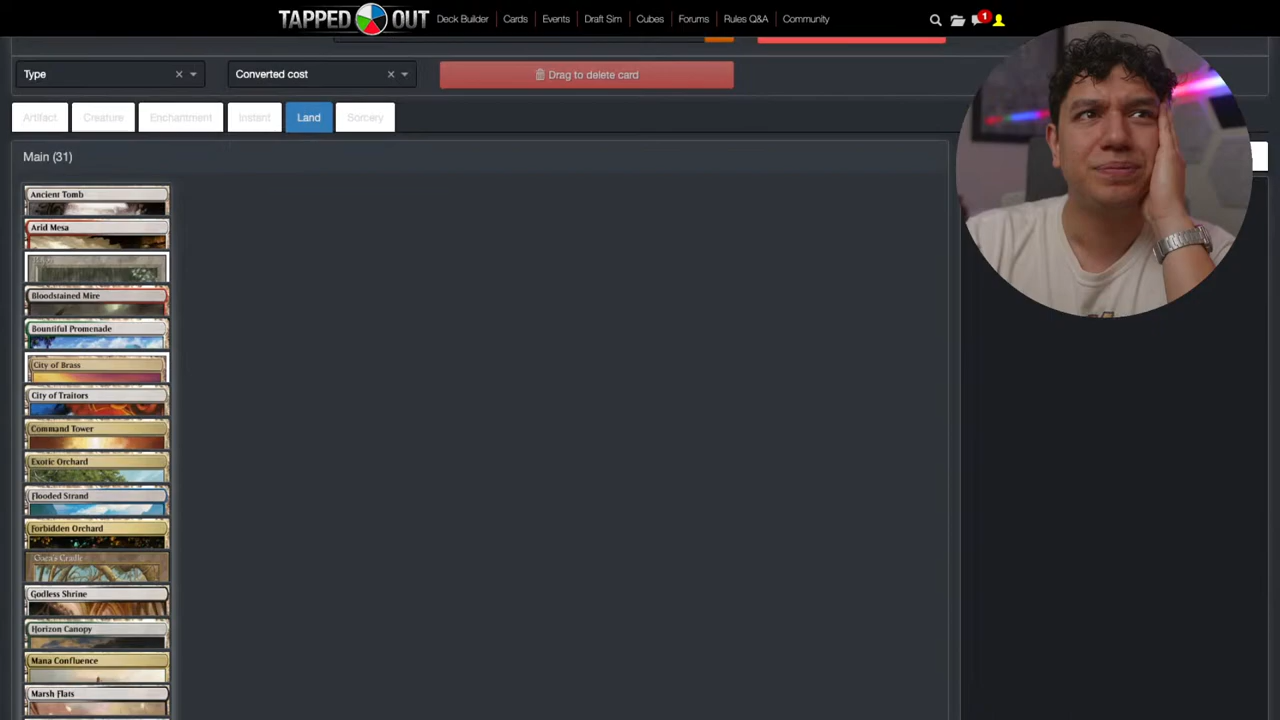 TAPPED OUT
Deck Builder Cards Events Draft Sim Cubes Forums Rules Q&A Community
1
Type × Converted cost × Drag to delete card
Artifact Creature Enchantment Instant Land Sorcery
Main (31)
Ancient Tomb
Arid Mesa
Bloodstained Mire
Bountiful Promenade
City of Brass
City of Traitors
Command Tower
Exotic Orchard
Flooded Strand
Forbidden Orchard
Gaea's Cradle
Godless Shrine
Horizon Canopy
Mana Confluence
Marsh Flats